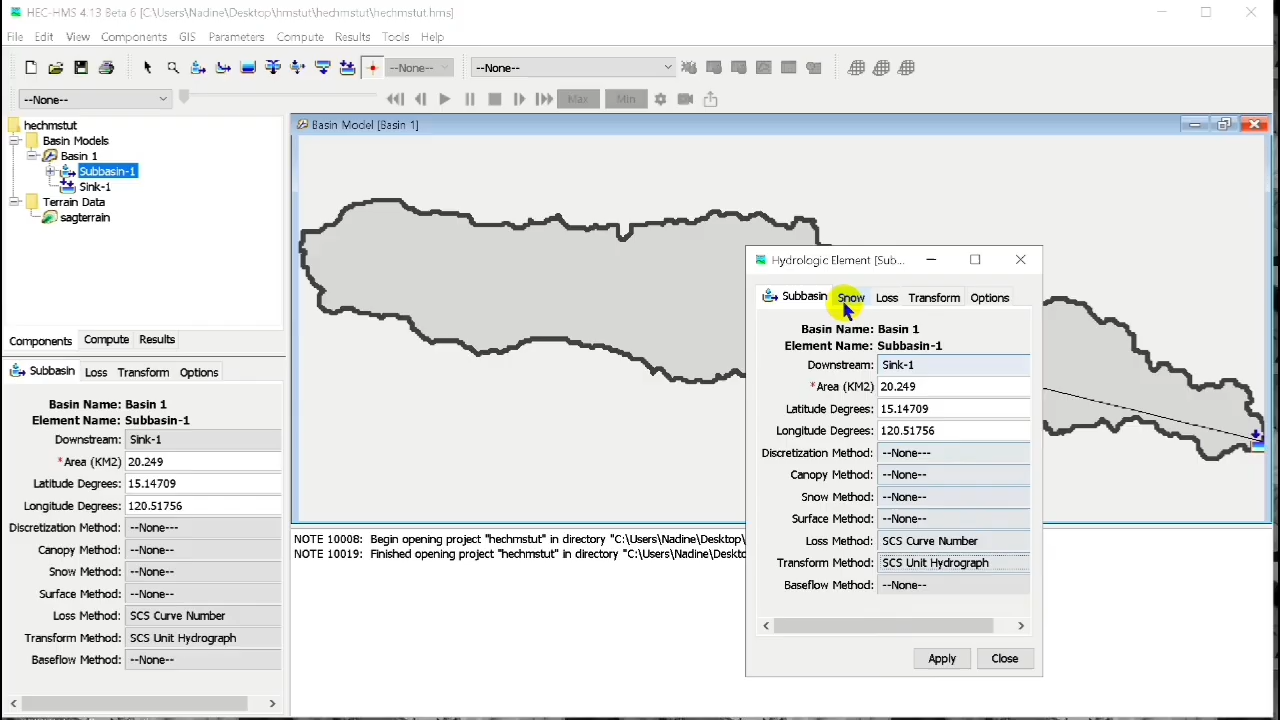 HEC-HMS 4.13 Beta 6 [C:\Users\Nadine\Desktop\hmstut\hechmstut\hechmstut.hms]
File Edit View Components GIS Parameters Compute Results Tools Help
--None-- --None--
--None-- Max Min
hechmstut
Basin Models
Basin 1
Subbasin-1
Sink-1
Terrain Data
sagterrain
Components Compute Results
Subbasin Loss Transform Options
Basin Name: Basin 1
Element Name: Subbasin-1
Downstream: Sink-1
*Area (KM2) 20.249
Latitude Degrees: 15.14709
Longitude Degrees: 120.51756
Discretization Method: --None---
Canopy Method: --None--
Snow Method: --None--
Surface Method: --None--
Loss Method: SCS Curve Number
Transform Method: SCS Unit Hydrograph
Baseflow Method: --None--
Basin Model [Basin 1]
Hydrologic Element [Sub...
Subbasin Snow Loss Transform Options
Basin Name: Basin 1
Element Name: Subbasin-1
Downstream: Sink-1
*Area (KM2) 20.249
Latitude Degrees: 15.14709
Longitude Degrees: 120.51756
Discretization Method: --None---
Canopy Method: --None--
Snow Method: --None--
Surface Method: --None--
Loss Method: SCS Curve Number
Transform Method: SCS Unit Hydrograph
Baseflow Method: --None--
Apply Close
NOTE 10008: Begin opening project "hechmstut" in directory "C:\Users\Nadine\Desktop\
NOTE 10019: Finished opening project "hechmstut" in directory "C:\Users\Nadine\Deskto